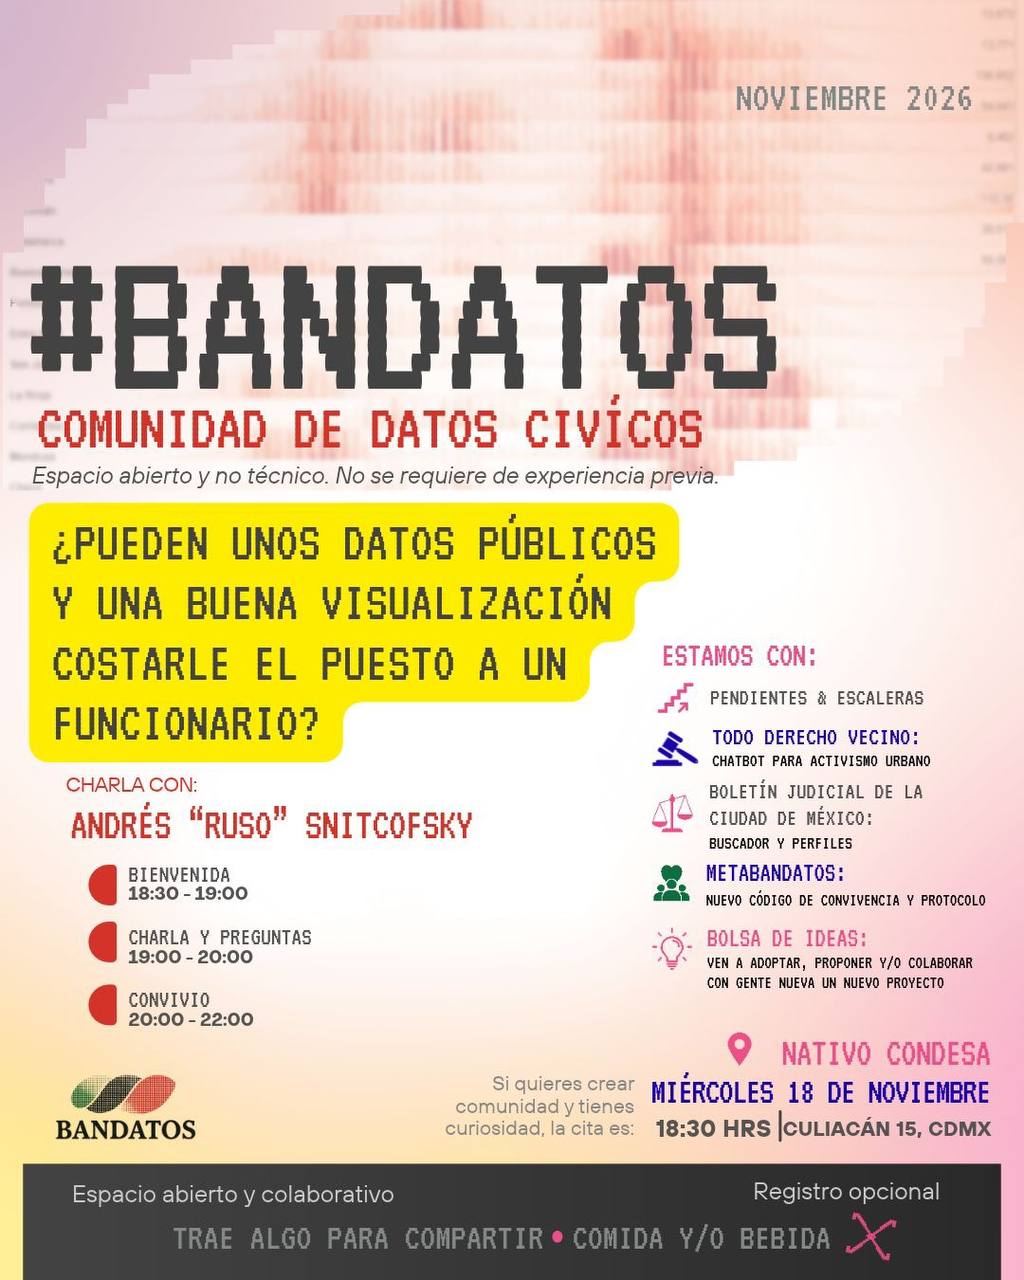 NOVIEMBRE 2026
#BANDATOS
COMUNIDAD DE DATOS CIVÍCOS
Espacio abierto y no técnico. No se requiere de experiencia previa.
¿PUEDEN UNOS DATOS PÚBLICOS
Y UNA BUENA VISUALIZACIÓN
COSTARLE EL PUESTO A UN
FUNCIONARIO?
CHARLA CON:
ANDRÉS “RUSO” SNITCOFSKY
BIENVENIDA
18:30 - 19:00
CHARLA Y PREGUNTAS
19:00 - 20:00
CONVIVIO
20:00 - 22:00
ESTAMOS CON:
PENDIENTES & ESCALERAS
TODO DERECHO VECINO:
CHATBOT PARA ACTIVISMO URBANO
BOLETÍN JUDICIAL DE LA
CIUDAD DE MÉXICO:
BUSCADOR Y PERFILES
METABANDATOS:
NUEVO CÓDIGO DE CONVIVENCIA Y PROTOCOLO
BOLSA DE IDEAS:
VEN A ADOPTAR, PROPONER Y/O COLABORAR
CON GENTE NUEVA UN NUEVO PROYECTO
BANDATOS
Si quieres crear
comunidad y tienes
curiosidad, la cita es:
NATIVO CONDESA
MIÉRCOLES 18 DE NOVIEMBRE
18:30 HRS | CULIACÁN 15, CDMX
Espacio abierto y colaborativo
Registro opcional
TRAE ALGO PARA COMPARTIR • COMIDA Y/O BEBIDA